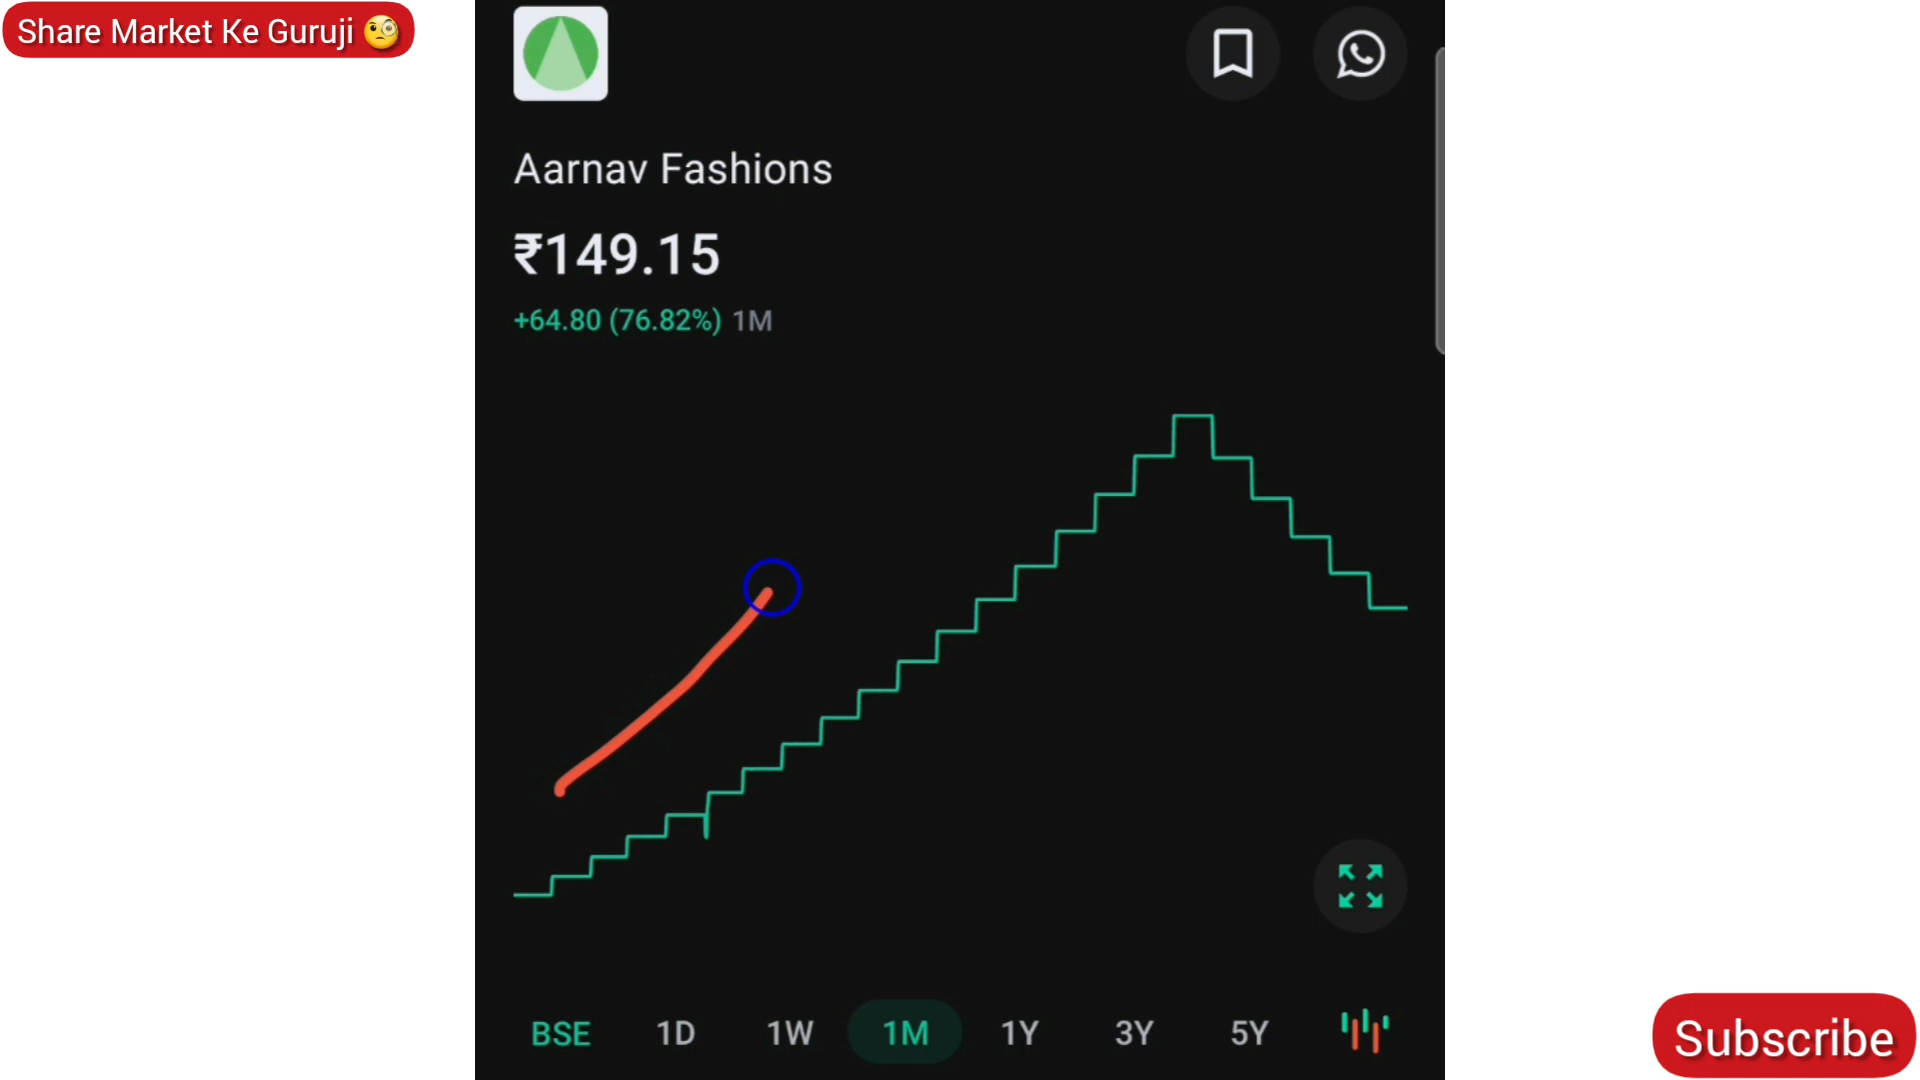 Share Market Ke Guruji 🧐
Aarnav Fashions
₹149.15
+64.80 (76.82%) 1M
BSE 1D 1W 1M 1Y 3Y 5Y
Subscribe